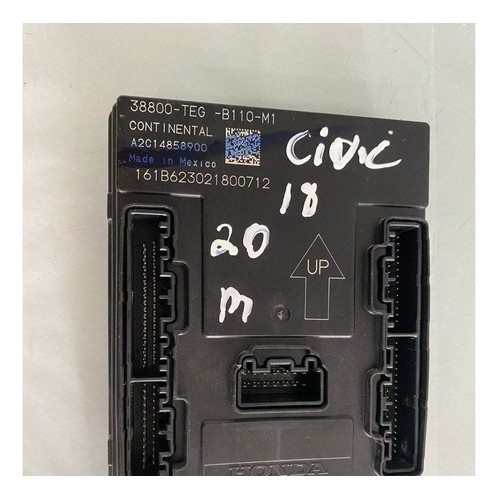 38800-TEG -B110-M1
CONTINENTAL
A2C14858900
Made in Mexico
161B623021800712
Civic
18
20
m
UP
HONDA